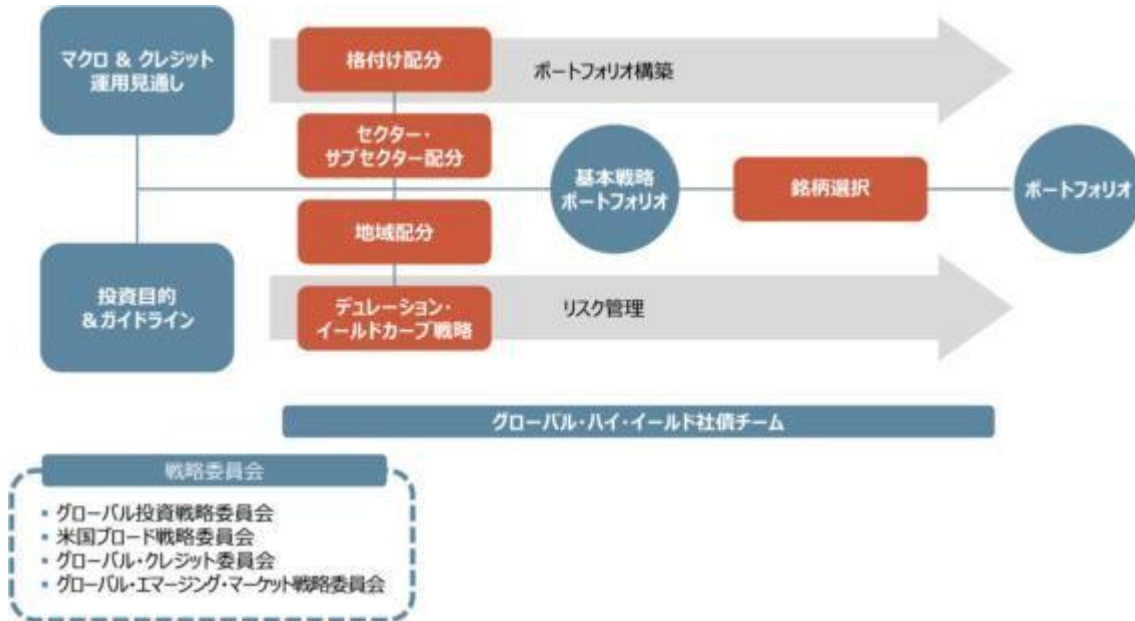 マクロ & クレジット
運用見通し
格付け配分
ポートフォリオ構築
セクター・
サブセクター配分
基本戦略
ポートフォリオ
銘柄選択
ポートフォリオ
地域配分
投資目的
&ガイドライン
デュレーション・
イールドカーブ戦略
リスク管理
グローバル・ハイ・イールド社債チーム
戦略委員会
▪ グローバル投資戦略委員会
▪ 米国ブロード戦略委員会
▪ グローバル・クレジット委員会
▪ グローバル・エマージング・マーケット戦略委員会